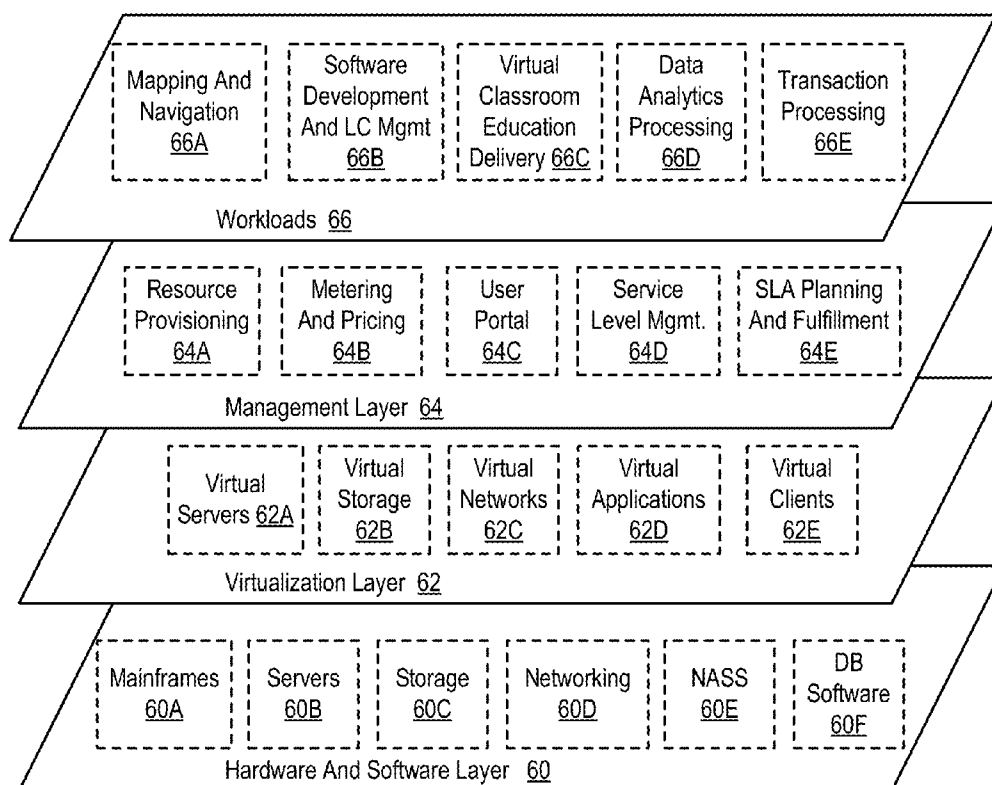 Mapping And
Navigation
66A
Software
Development
And LC Mgmt
66B
Virtual
Classroom
Education
Delivery 66C
Data
Analytics
Processing
66D
Transaction
Processing
66E
Workloads 66
Resource
Provisioning
64A
Metering
And Pricing
64B
User
Portal
64C
Service
Level Mgmt.
64D
SLA Planning
And Fulfillment
64E
Management Layer 64
Virtual
Servers 62A
Virtual
Storage
62B
Virtual
Networks
62C
Virtual
Applications
62D
Virtual
Clients
62E
Virtualization Layer 62
Mainframes
60A
Servers
60B
Storage
60C
Networking
60D
NASS
60E
DB
Software
60F
Hardware And Software Layer 60